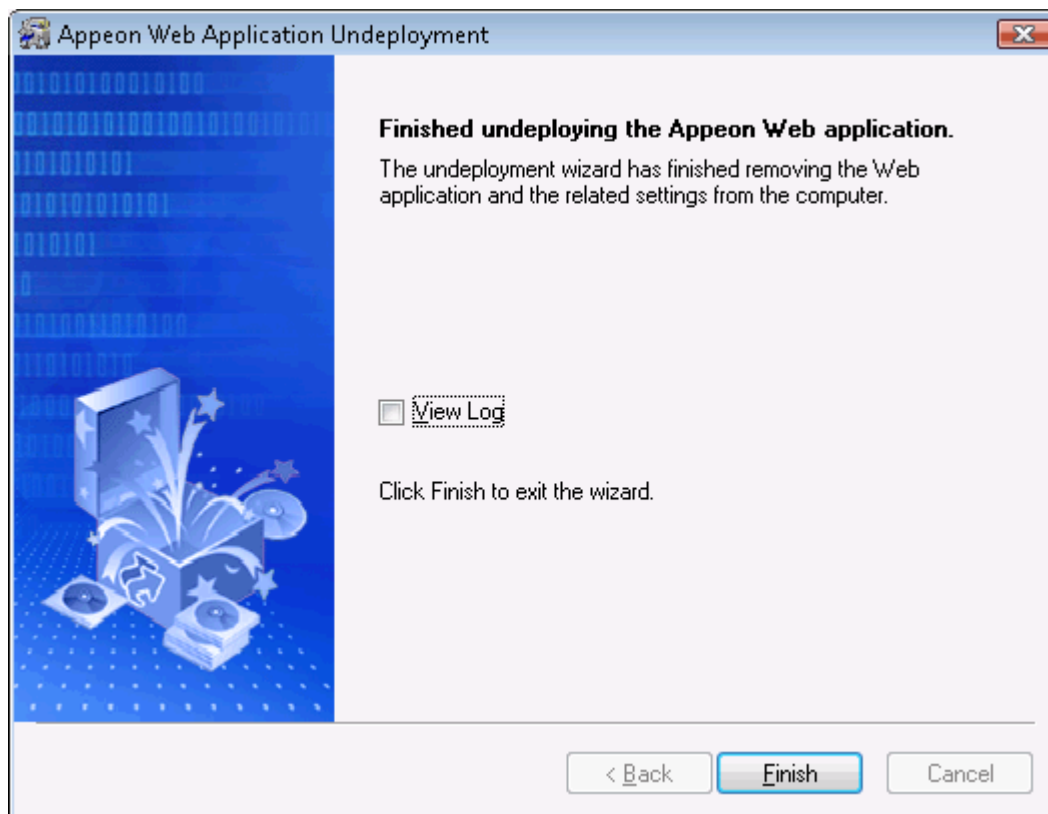 Appeon Web Application Undeployment
Finished undeploying the Appeon Web application.
The undeployment wizard has finished removing the Web
application and the related settings from the computer.
View Log
Click Finish to exit the wizard.
< Back
Finish
Cancel